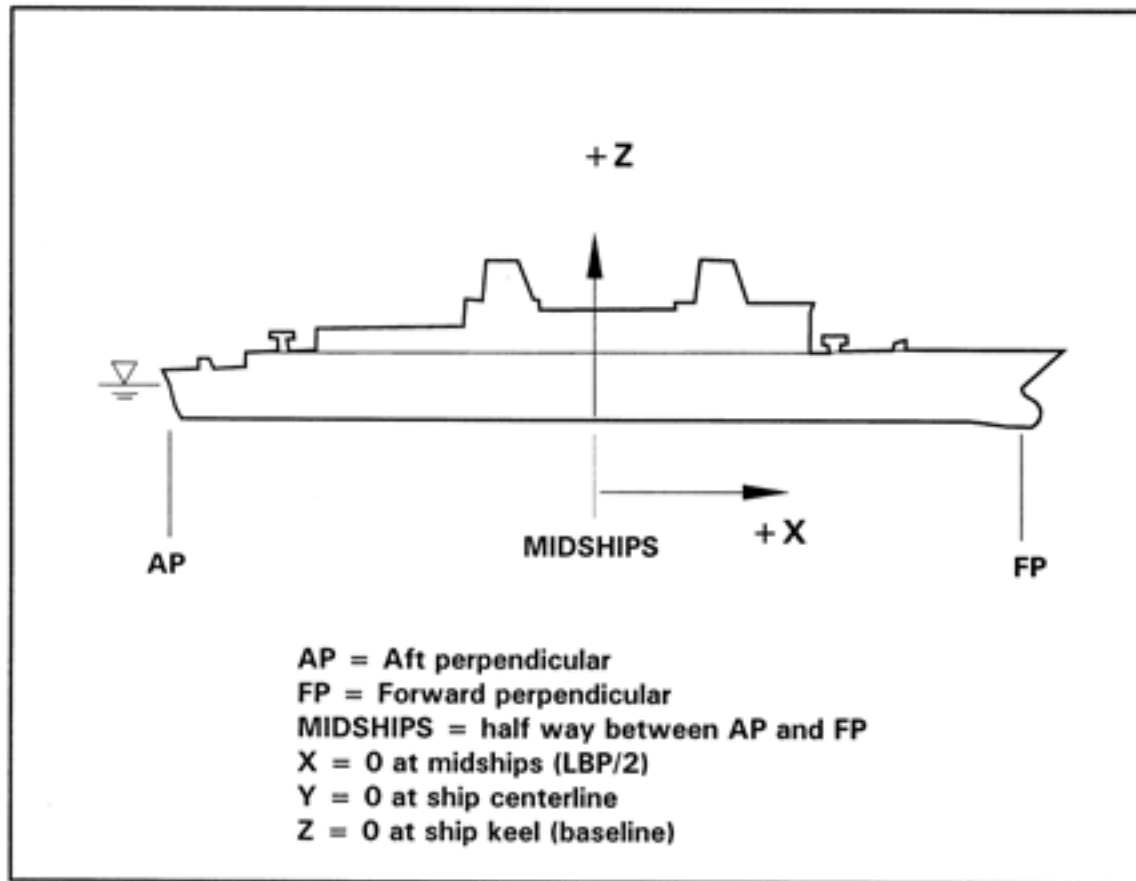 + Z
+ X
MIDSHIPS
AP
FP
AP = Aft perpendicular
FP = Forward perpendicular
MIDSHIPS = half way between AP and FP
X = 0 at midships (LBP/2)
Y = 0 at ship centerline
Z = 0 at ship keel (baseline)